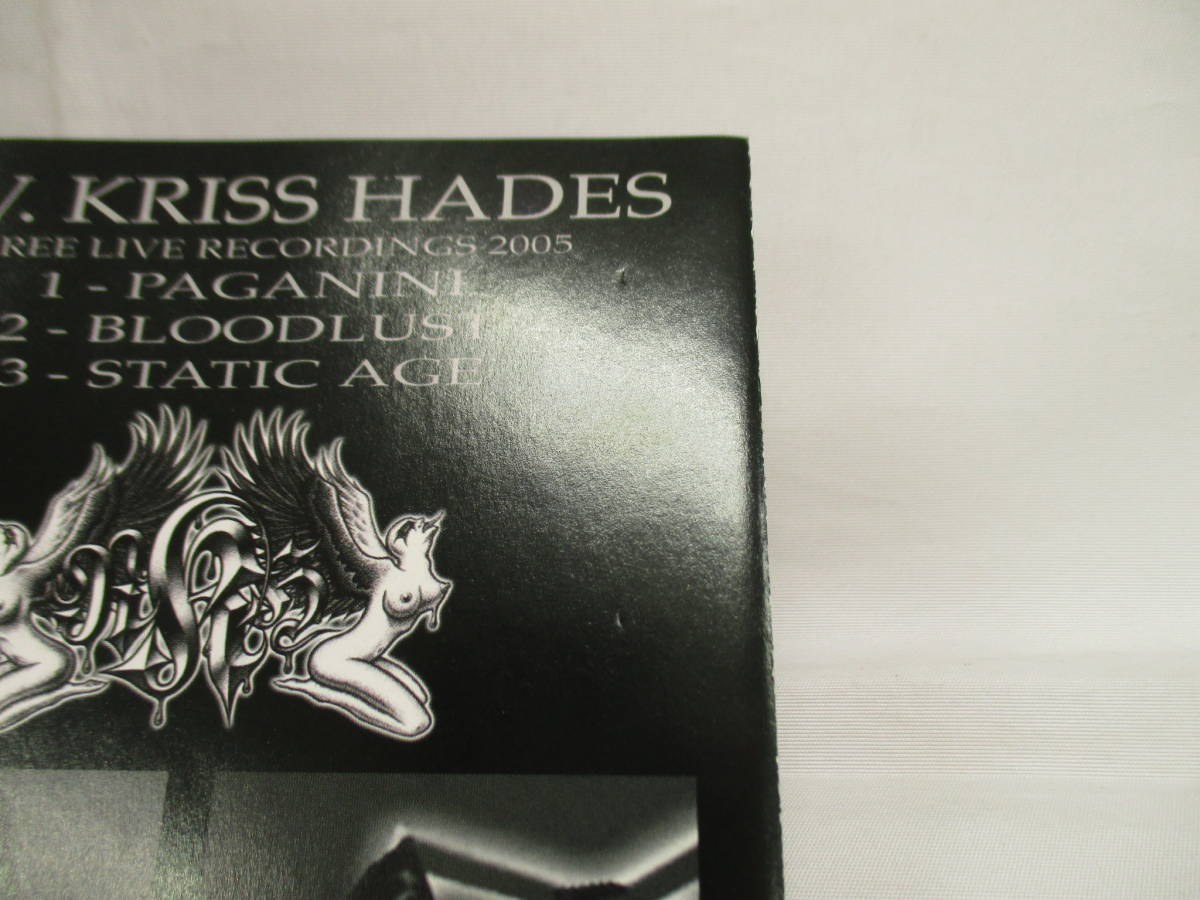 . KRISS HADES
REE LIVE RECORDINGS 2005
1 - PAGANINI
2 - BLOODLUST
3 - STATIC AGE